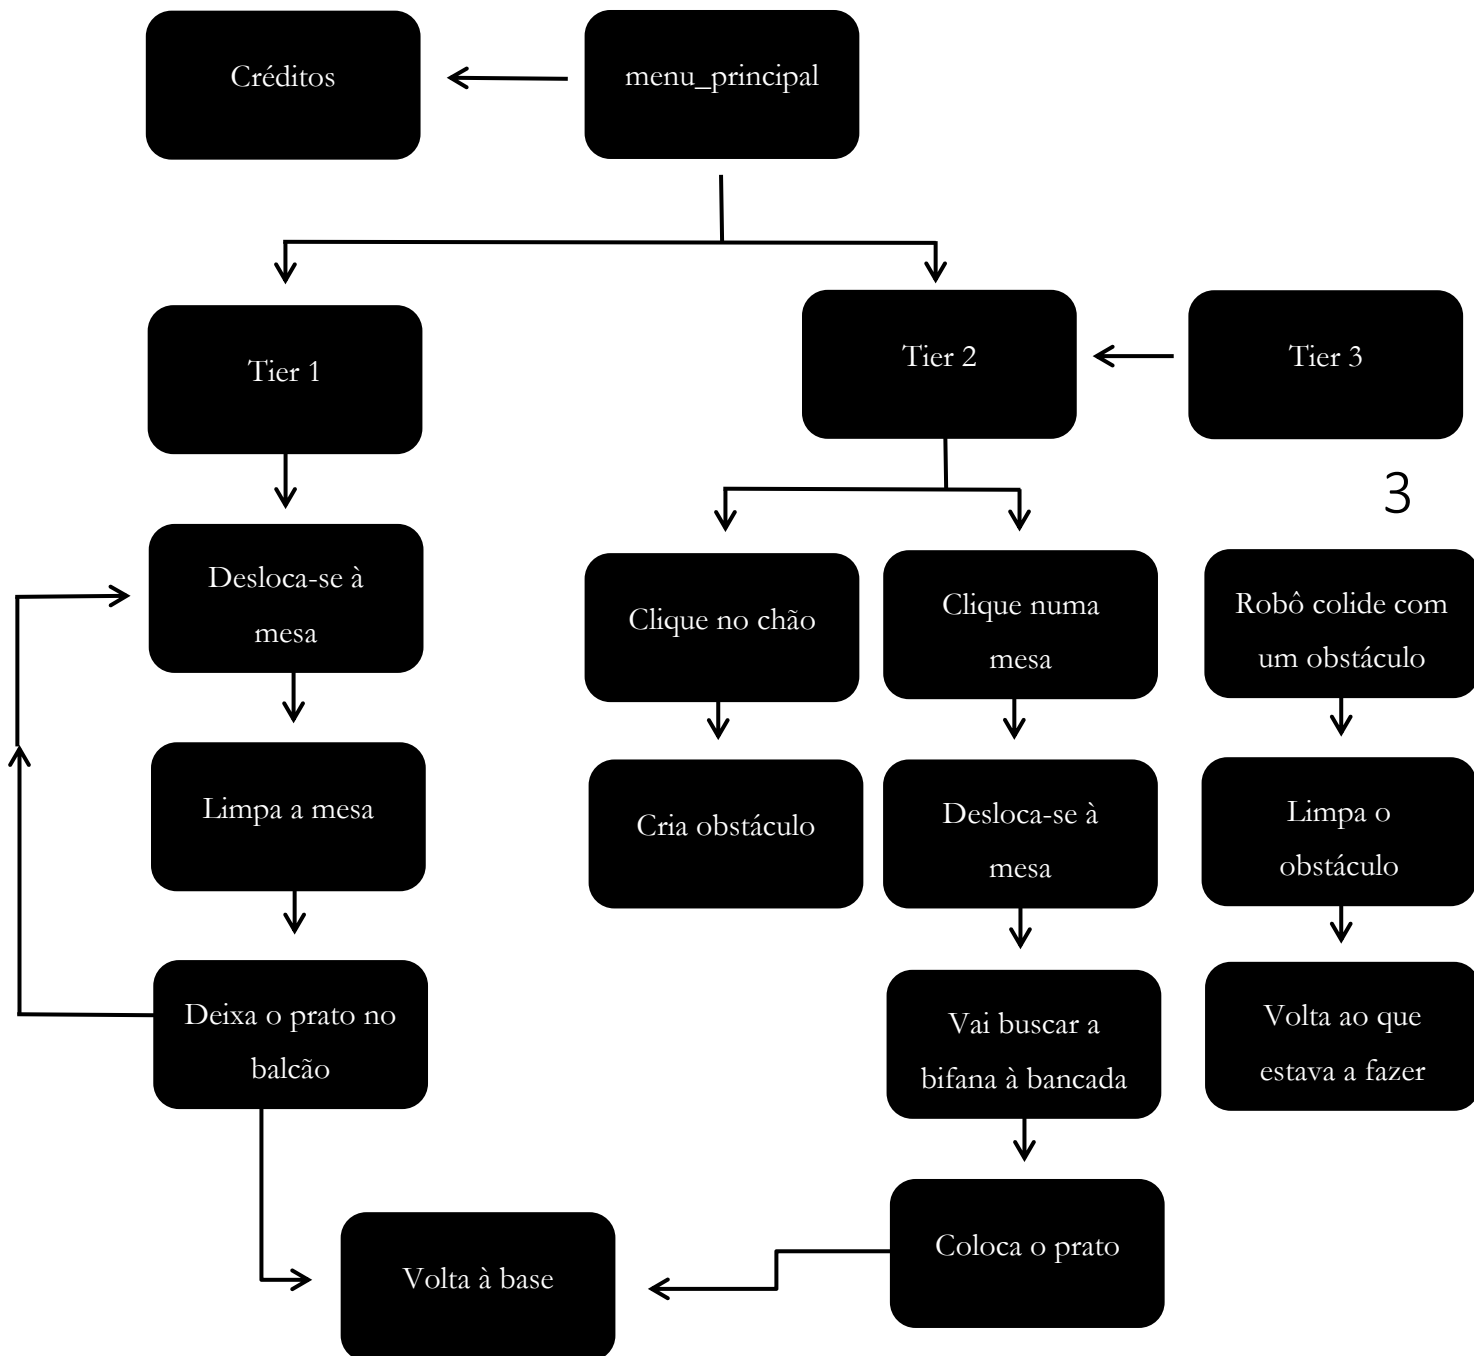 Créditos
menu_principal
Tier 1
Tier 2
Tier 3
3
Desloca-se à
mesa
Clique no chão
Clique numa
mesa
Robô colide com
um obstáculo
Limpa a mesa
Cria obstáculo
Desloca-se à
mesa
Limpa o
obstáculo
Deixa o prato no
balcão
Vai buscar a
bifana à bancada
Volta ao que
estava a fazer
Volta à base
Coloca o prato